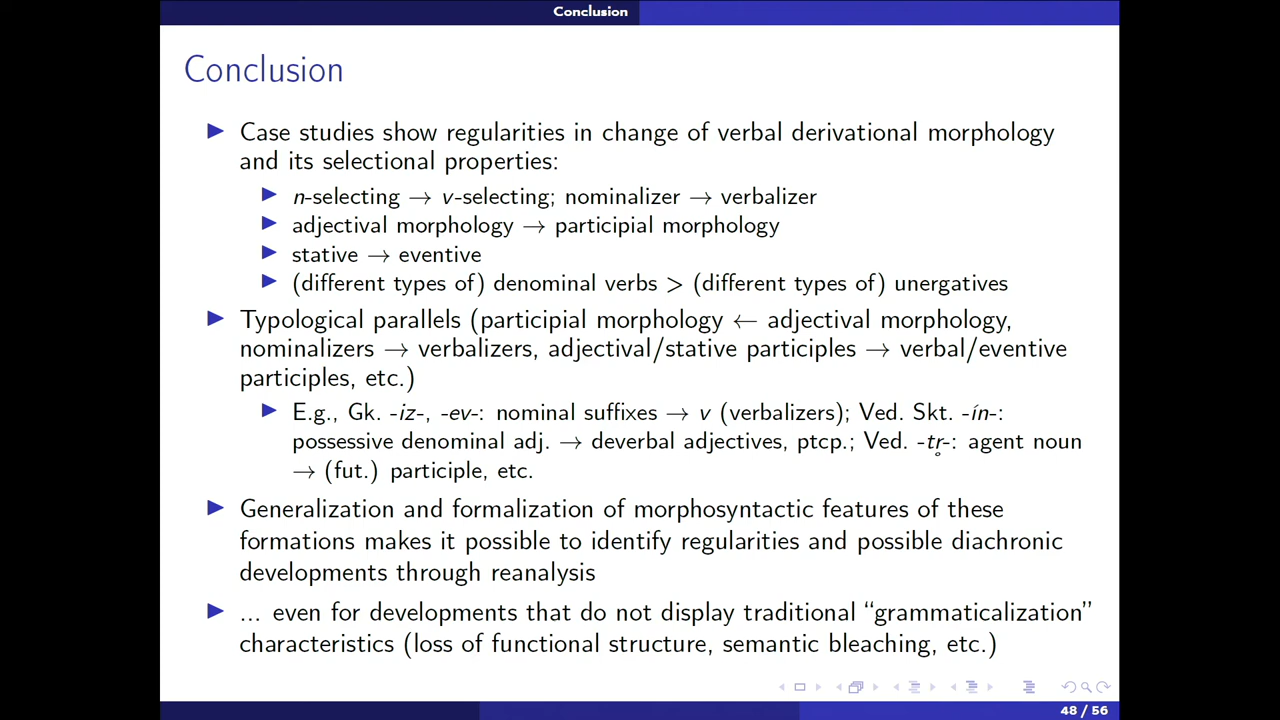 Conclusion
Conclusion
▶ Case studies show regularities in change of verbal derivational morphology
and its selectional properties:
▶ n-selecting → v-selecting; nominalizer → verbalizer
▶ adjectival morphology → participial morphology
▶ stative → eventive
▶ (different types of) denominal verbs > (different types of) unergatives
▶ Typological parallels (participial morphology ← adjectival morphology,
nominalizers → verbalizers, adjectival/stative participles → verbal/eventive
participles, etc.)
▶ E.g., Gk. -iz-, -ev-: nominal suffixes → v (verbalizers); Ved. Skt. -ín-:
possessive denominal adj. → deverbal adjectives, ptcp.; Ved. -tr̥-: agent noun
→ (fut.) participle, etc.
▶ Generalization and formalization of morphosyntactic features of these
formations makes it possible to identify regularities and possible diachronic
developments through reanalysis
▶ ... even for developments that do not display traditional “grammaticalization”
characteristics (loss of functional structure, semantic bleaching, etc.)
48 / 56